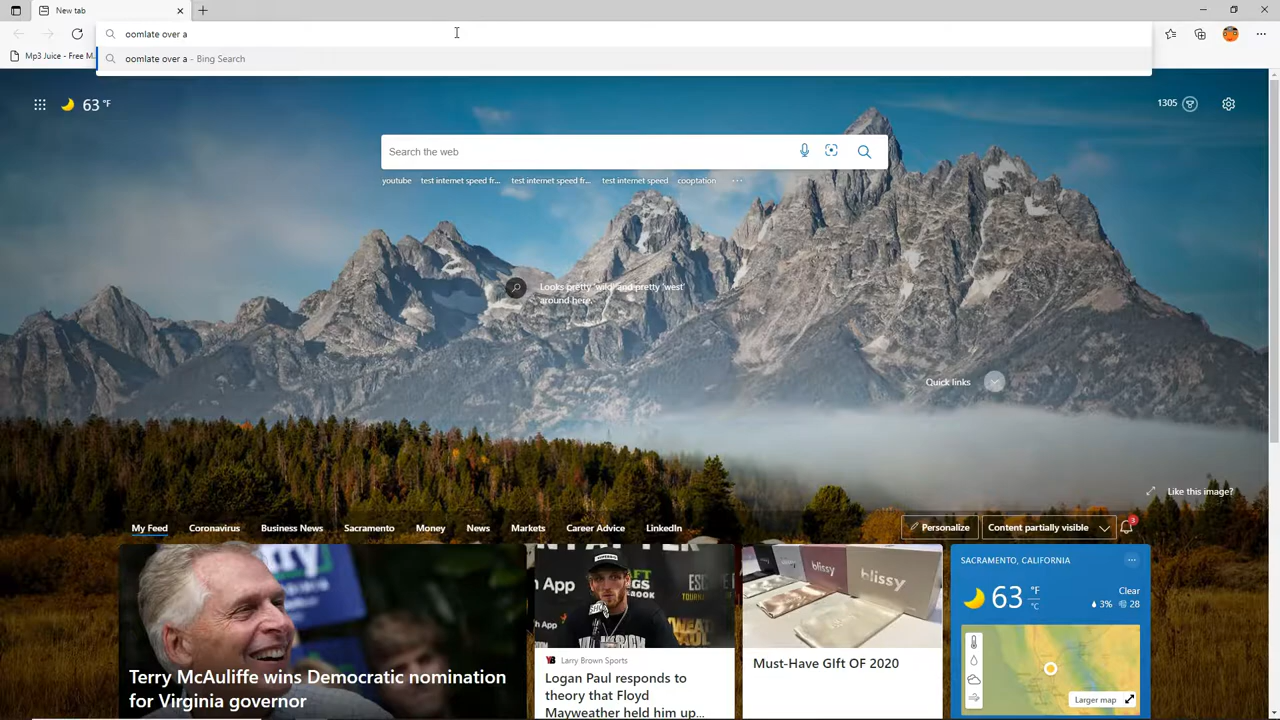 New tab
oomlate over a
oomlate over a - Bing Search
Mp3 Juice - Free M...
63 °F
1305
Search the web
youtube test internet speed fr... test internet speed fr... test internet speed cooptation ...
Looks pretty 'wild' and pretty 'west'
around here.
Quick links
Like this image?
My Feed Coronavirus Business News Sacramento Money News Markets Career Advice LinkedIn
Personalize Content partially visible 3
Terry McAuliffe wins Democratic nomination
for Virginia governor
Larry Brown Sports
Logan Paul responds to
theory that Floyd
Mayweather held him up...
blissy
blissy
Must-Have GIft OF 2020
SACRAMENTO, CALIFORNIA
63 °F
°C
Clear
3% 28
Larger map